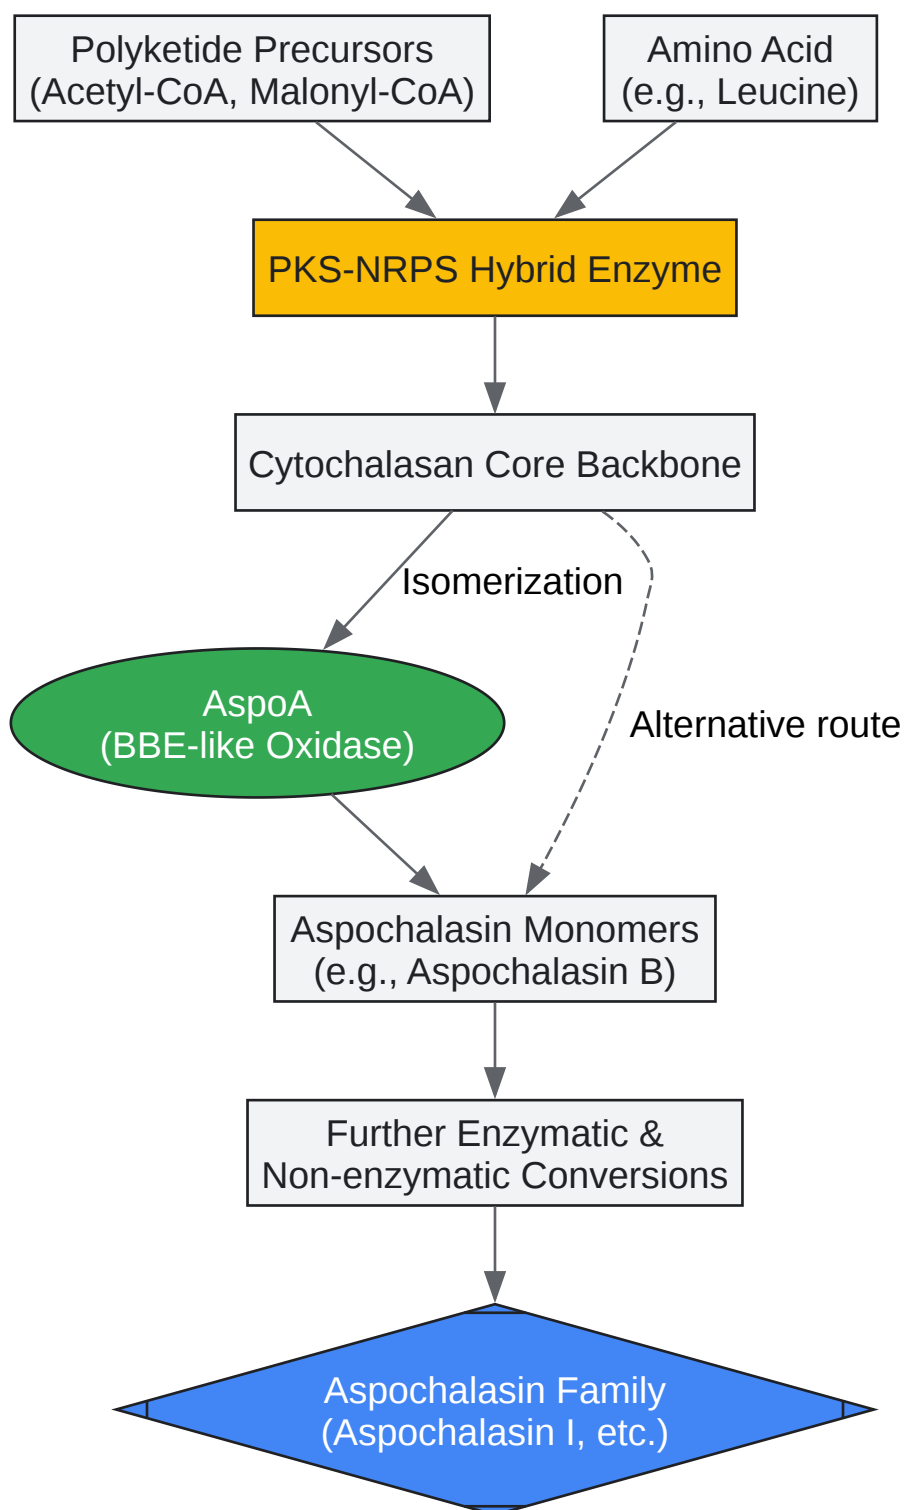 Polyketide Precursors
(Acetyl-CoA, Malonyl-CoA)
Amino Acid
(e.g., Leucine)
PKS-NRPS Hybrid Enzyme
Cytochalasan Core Backbone
Isomerization
AspoA
(BBE-like Oxidase)
Alternative route
Aspochalasin Monomers
(e.g., Aspochalasin B)
Further Enzymatic &
Non-enzymatic Conversions
Aspochalasin Family
(Aspochalasin I, etc.)